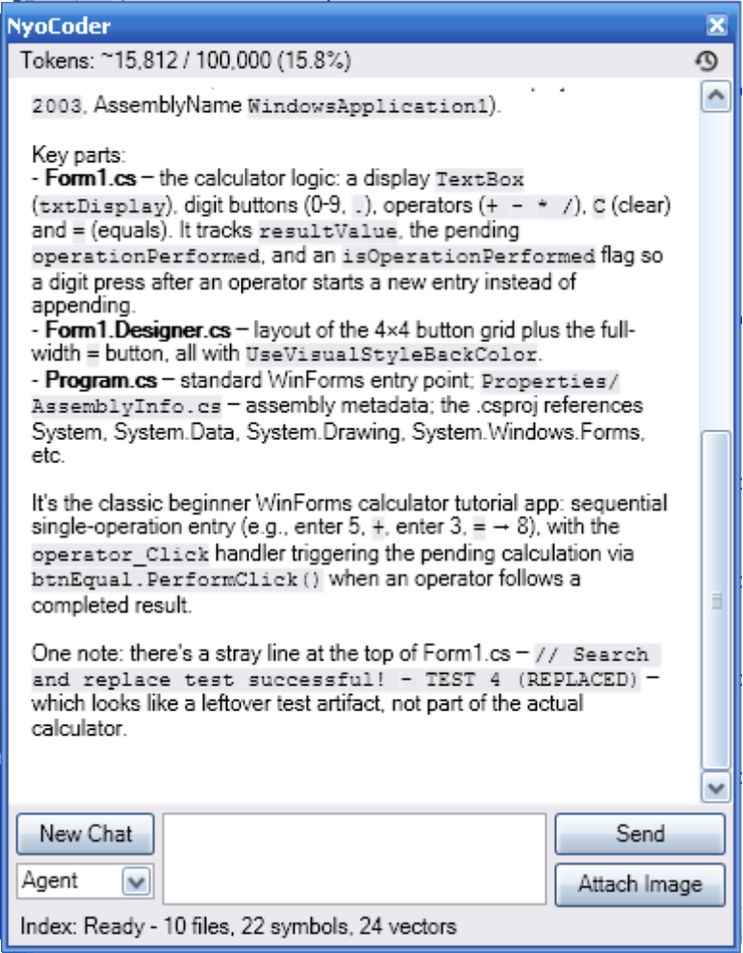 NyoCoder
Tokens: ~15,812 / 100,000 (15.8%)
2003, AssemblyName WindowsApplication1).
Key parts:
- Form1.cs – the calculator logic: a display TextBox
(txtDisplay), digit buttons (0-9, .), operators (+ - * /), C (clear)
and = (equals). It tracks resultValue, the pending
operationPerformed, and an isOperationPerformed flag so
a digit press after an operator starts a new entry instead of
appending.
- Form1.Designer.cs – layout of the 4×4 button grid plus the full-
width = button, all with UseVisualStyleBackColor.
- Program.cs – standard WinForms entry point; Properties/
AssemblyInfo.cs – assembly metadata; the .csproj references
System, System.Data, System.Drawing, System.Windows.Forms,
etc.
It's the classic beginner WinForms calculator tutorial app: sequential
single-operation entry (e.g., enter 5, +, enter 3, = → 8), with the
operator_Click handler triggering the pending calculation via
btnEqual.PerformClick() when an operator follows a
completed result.
One note: there's a stray line at the top of Form1.cs – // Search
and replace test successful! - TEST 4 (REPLACED) –
which looks like a leftover test artifact, not part of the actual
calculator.
New Chat
Send
Agent
Attach Image
Index: Ready - 10 files, 22 symbols, 24 vectors